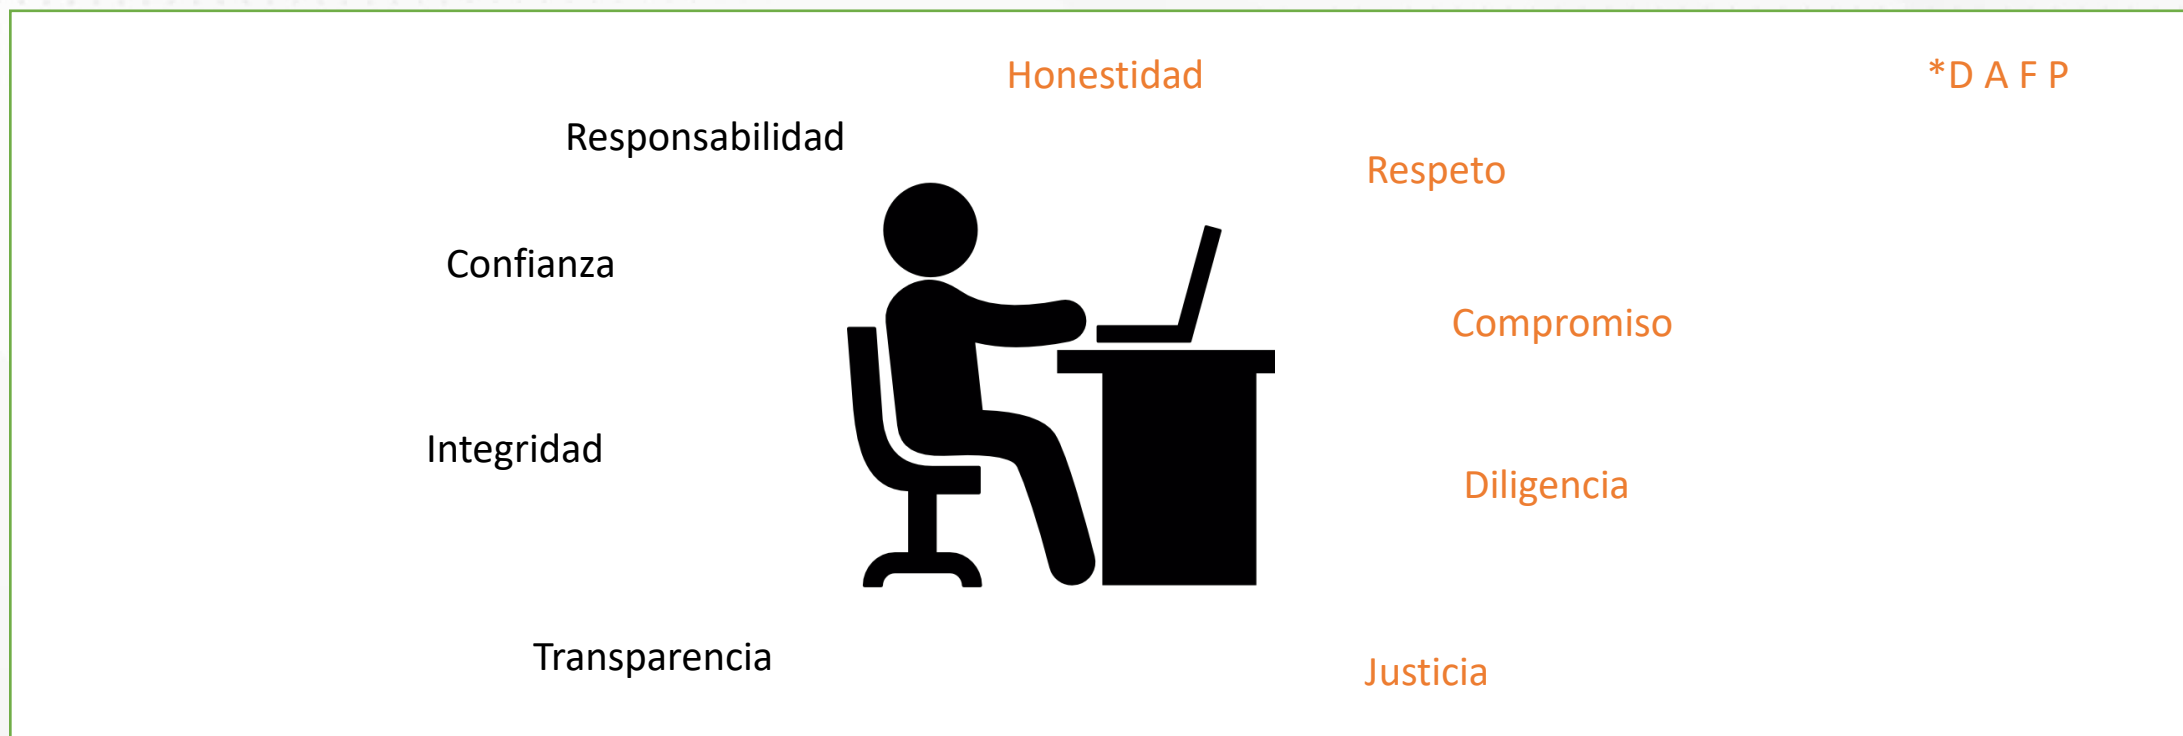 Honestidad
*D A F P
Responsabilidad
Respeto
Confianza
Compromiso
Integridad
Diligencia
Transparencia
Justicia